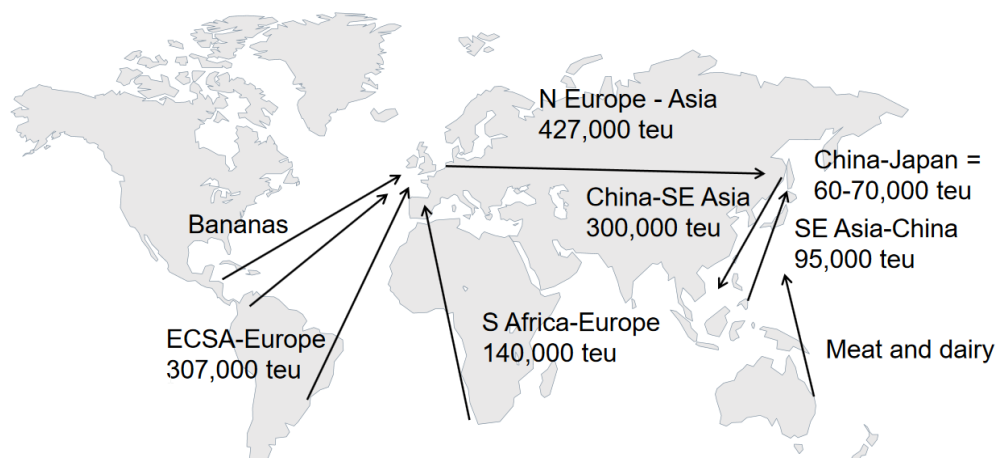 N Europe - Asia
427,000 teu
China-Japan =
60-70,000 teu
China-SE Asia
300,000 teu
Bananas
SE Asia-China
95,000 teu
ECSA-Europe
307,000 teu
S Africa-Europe
140,000 teu
Meat and dairy